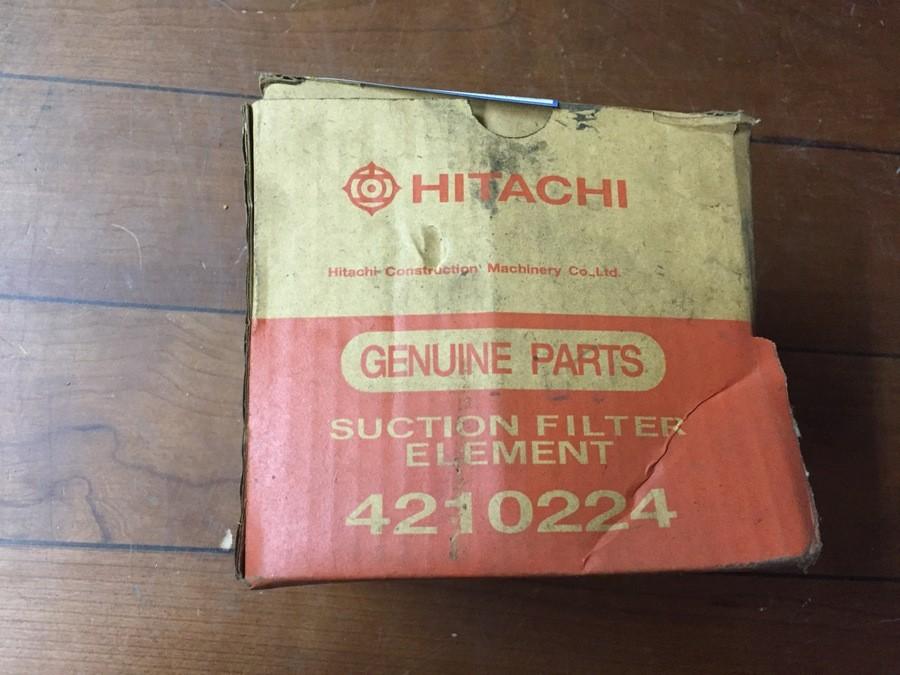 HITACHI
Hitachi Construction Machinery Co.,Ltd.
GENUINE PARTS
SUCTION FILTER
ELEMENT
4210224